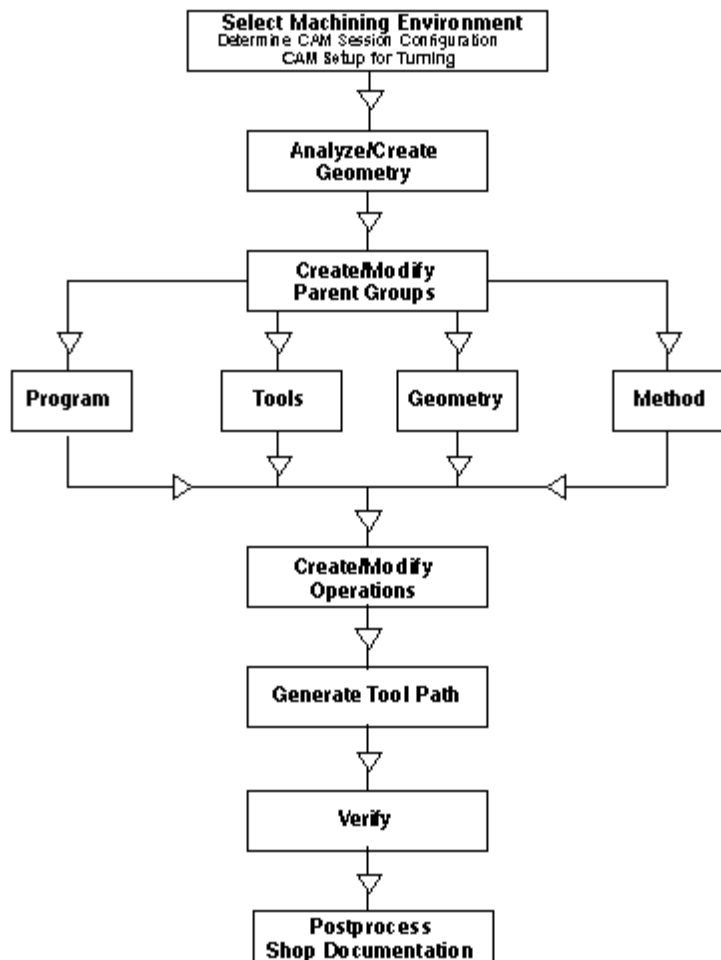 Select Machining Environment
Determine CAM Session Configuration
CAM Setup for Turning
Analyze/Create
Geometry
Create/Modify
Parent Groups
Program
Tools
Geometry
Method
Create/Modify
Operations
Generate Tool Path
Verify
Postprocess
Shop Documentation